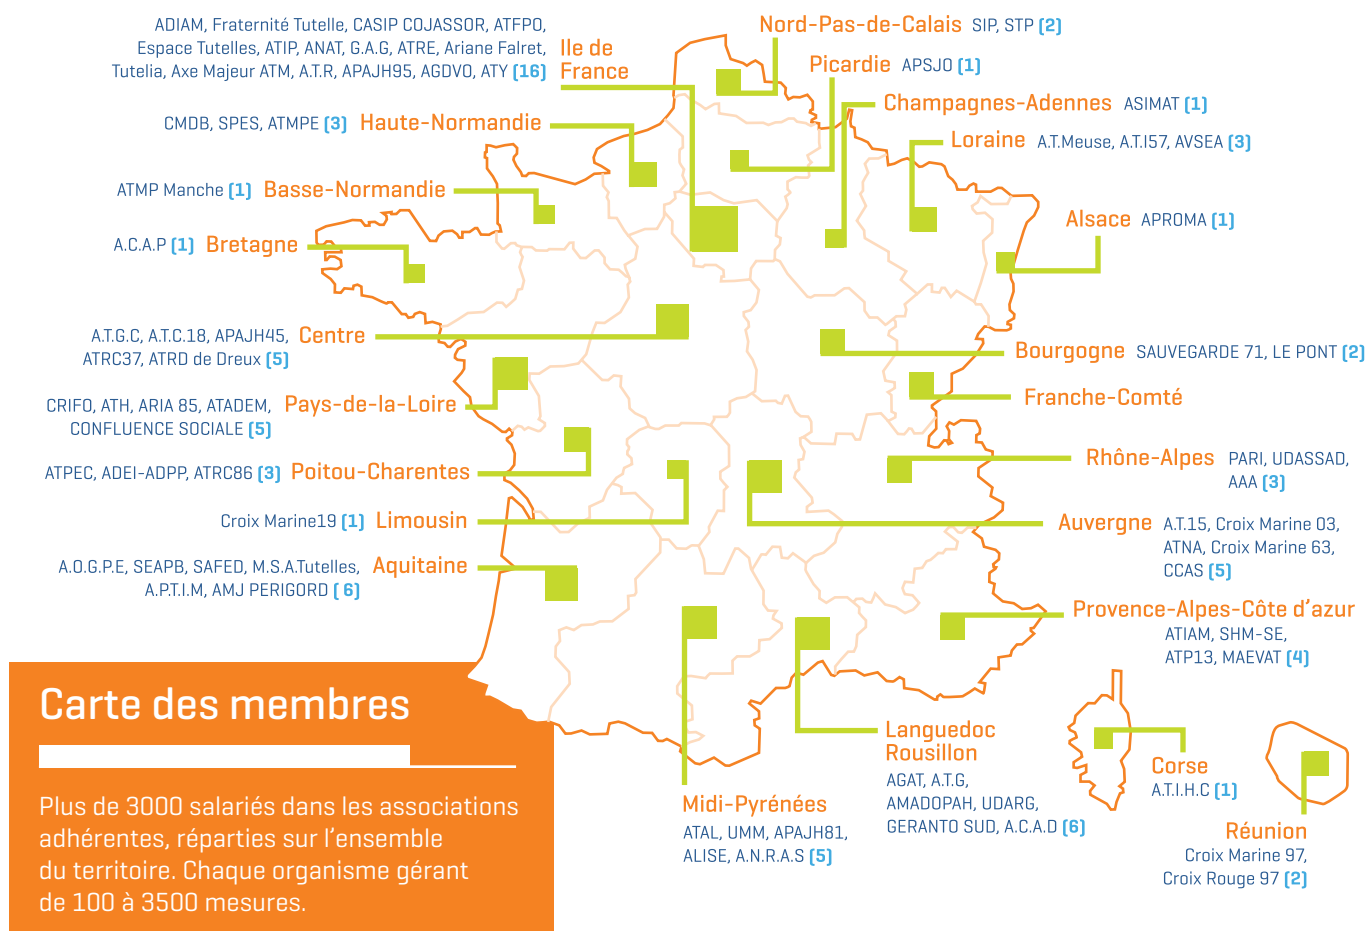 ADIAM, Fraternité Tutelle, CASIP COJASSOR, ATFPO,
Espace Tutelles, ATIP, ANAT, G.A.G, ATRE, Ariane Falret,
Tutelia, Axe Majeur ATM, A.T.R, APAJH95, AGDVO, ATY (16)
Ile de
France
Nord-Pas-de-Calais SIP, STP (2)
Picardie APSJO (1)
Champagnes-Adennes ASIMAT (1)
Loraine A.T.Meuse, A.T.I57, AVSEA (3)
Alsace APROMA (1)
CMDB, SPES, ATMPE (3) Haute-Normandie
ATMP Manche (1) Basse-Normandie
A.C.A.P (1) Bretagne
A.T.G.C, A.T.C.18, APAJH45,
ATRC37, ATRD de Dreux (5)
Centre
CRIFO, ATH, ARIA 85, ATADEM,
CONFLUENCE SOCIALE (5)
Pays-de-la-Loire
ATPEC, ADEI-ADPP, ATRC86 (3) Poitou-Charentes
Croix Marine19 (1) Limousin
A.O.G.P.E, SEAPB, SAFED, M.S.A.Tutelles,
A.P.T.I.M, AMJ PERIGORD ( 6)
Aquitaine
Bourgogne SAUVEGARDE 71, LE PONT (2)
Franche-Comté
Rhône-Alpes PARI, UDASSAD,
AAA (3)
Auvergne A.T.15, Croix Marine 03,
ATNA, Croix Marine 63,
CCAS (5)
Provence-Alpes-Côte d'azur
ATIAM, SHM-SE,
ATP13, MAEVAT (4)
Languedoc
Rousillon
AGAT, A.T.G,
AMADOPAH, UDARG,
GERANTO SUD, A.C.A.D (6)
Midi-Pyrénées
ATAL, UMM, APAJH81,
ALISE, A.N.R.A.S (5)
Corse
A.T.I.H.C (1)
Réunion
Croix Marine 97,
Croix Rouge 97 (2)
Carte des membres
Plus de 3000 salariés dans les associations
adhérentes, réparties sur l'ensemble
du territoire. Chaque organisme gérant
de 100 à 3500 mesures.